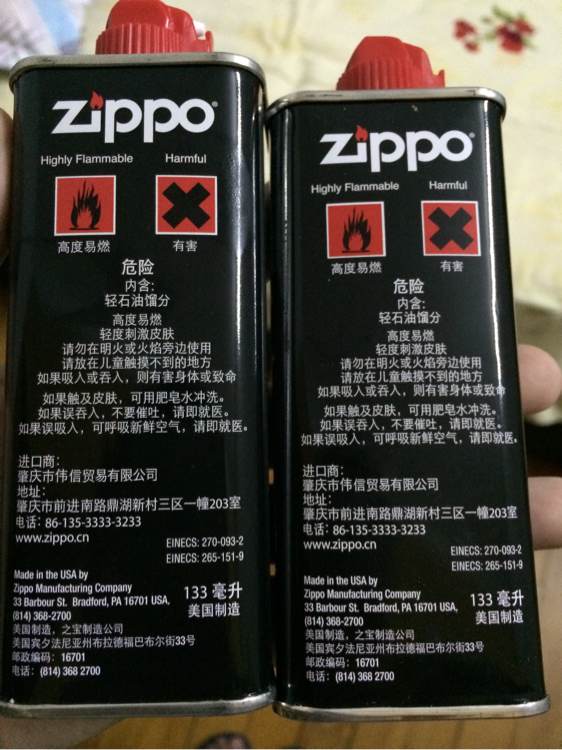 zippo
Highly Flammable Harmful
高度易燃 有害
危险
内含:
轻石油馏分
高度易燃
轻度刺激皮肤
请勿在明火或火焰旁边使用
请放在儿童触摸不到的地方
如果吸入或吞入，则有害身体或致命
如果触及皮肤，可用肥皂水冲洗。
如果误吞入，不要催吐，请即就医。
如果误吸入，可呼吸新鲜空气，请即就医。
进口商:
肇庆市伟信贸易有限公司
地址:
肇庆市前进南路鼎湖新村三区一幢203室
电话: 86-135-3333-3233
www.zippo.cn
EINECS: 270-093-2
EINECS: 265-151-9
Made in the USA by
Zippo Manufacturing Company
33 Barbour St. Bradford, PA 16701 USA,
(814) 368-2700
133 毫升
美国制造
美国制造，之宝制造公司
美国宾夕法尼亚州布拉德福巴布尔街33号
邮政编码: 16701
电话: (814) 368 2700
zippo
Highly Flammable Harmful
高度易燃 有害
危险
内含:
轻石油馏分
高度易燃
轻度刺激皮肤
请勿在明火或火焰旁边使用
请放在儿童触摸不到的地方
如果吸入或吞入，则有害身体或致命
如果触及皮肤，可用肥皂水冲洗。
如果误吞入，不要催吐，请即就医。
如果误吸入，可呼吸新鲜空气，请即就医。
进口商:
肇庆市伟信贸易有限公司
地址:
肇庆市前进南路鼎湖新村三区一幢203室
电话: 86-135-3333-3233
www.zippo.cn
EINECS: 270-093-2
EINECS: 265-151-9
Made in the USA by
Zippo Manufacturing Company
33 Barbour St. Bradford, PA 16701 USA,
(814) 368-2700
133 毫升
美国制造
美国制造，之宝制造公司
美国宾夕法尼亚州布拉德福巴布尔街33号
邮政编码: 16701
电话: (814) 368 2700